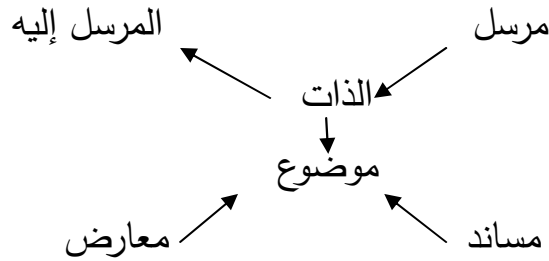 مرسل المرسل إليه
الذات
موضوع
مساند معارض